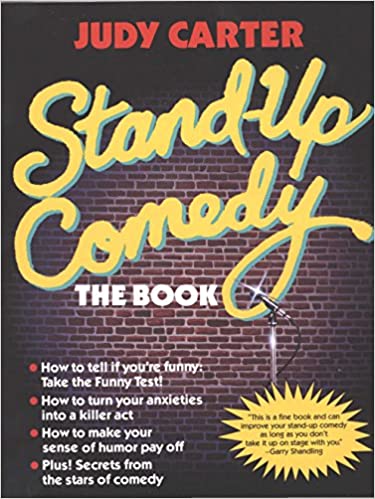 JUDY CARTER
Stand-Up
Comedy
THE BOOK
• How to tell if you're funny:
Take the Funny Test!
• How to turn your anxieties
into a killer act
• How to make your
sense of humor pay off
• Plus! Secrets from
the stars of comedy
"This is a fine book and can
improve your stand-up comedy
as long as you don't
take it up on stage with you"
-Garry Shandling